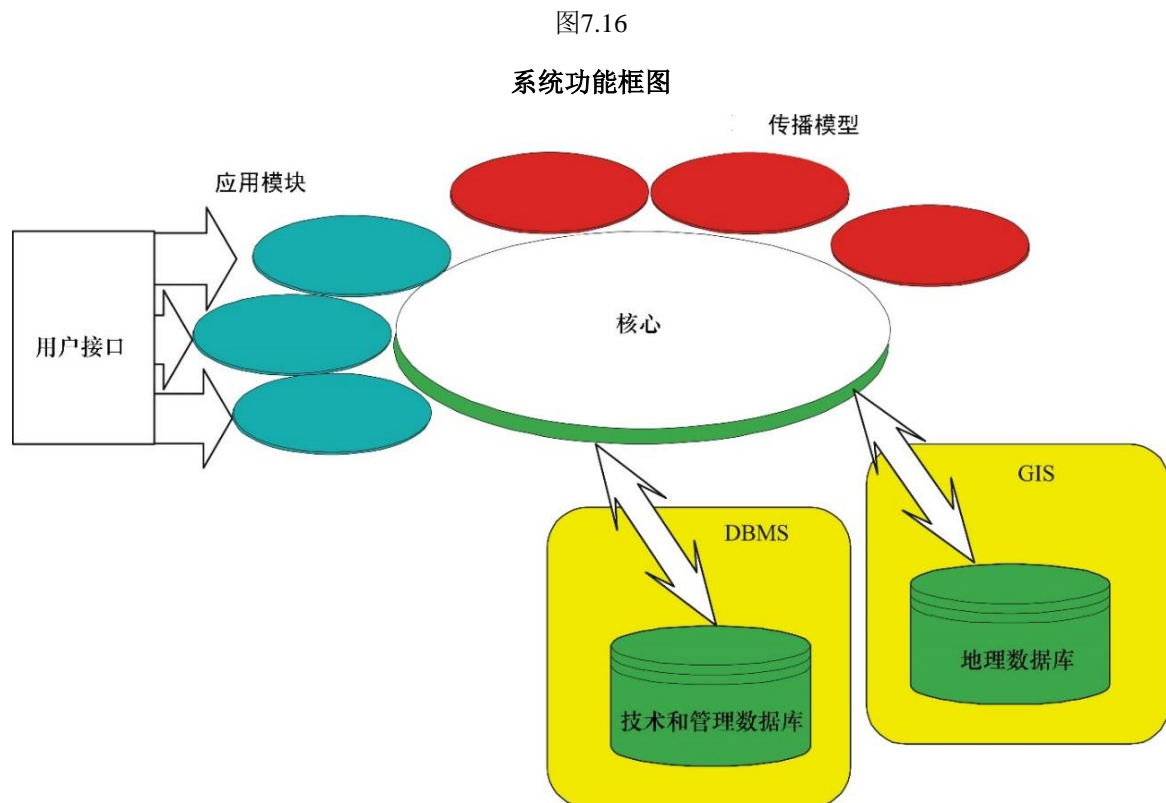 图7.16
系统功能框图
传播模型
应用模块
用户接口
核心
GIS
DBMS
地理数据库
技术和管理数据库